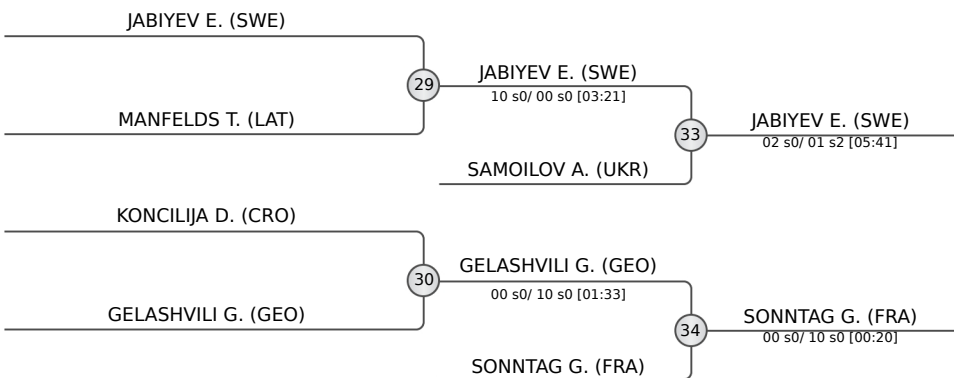 JABIYEV E. (SWE)
29
JABIYEV E. (SWE)
10 s0/ 00 s0 [03:21]
MANFELDS T. (LAT)
33
JABIYEV E. (SWE)
02 s0/ 01 s2 [05:41]
SAMOILOV A. (UKR)
KONCILIJA D. (CRO)
30
GELASHVILI G. (GEO)
00 s0/ 10 s0 [01:33]
GELASHVILI G. (GEO)
34
SONNTAG G. (FRA)
00 s0/ 10 s0 [00:20]
SONNTAG G. (FRA)